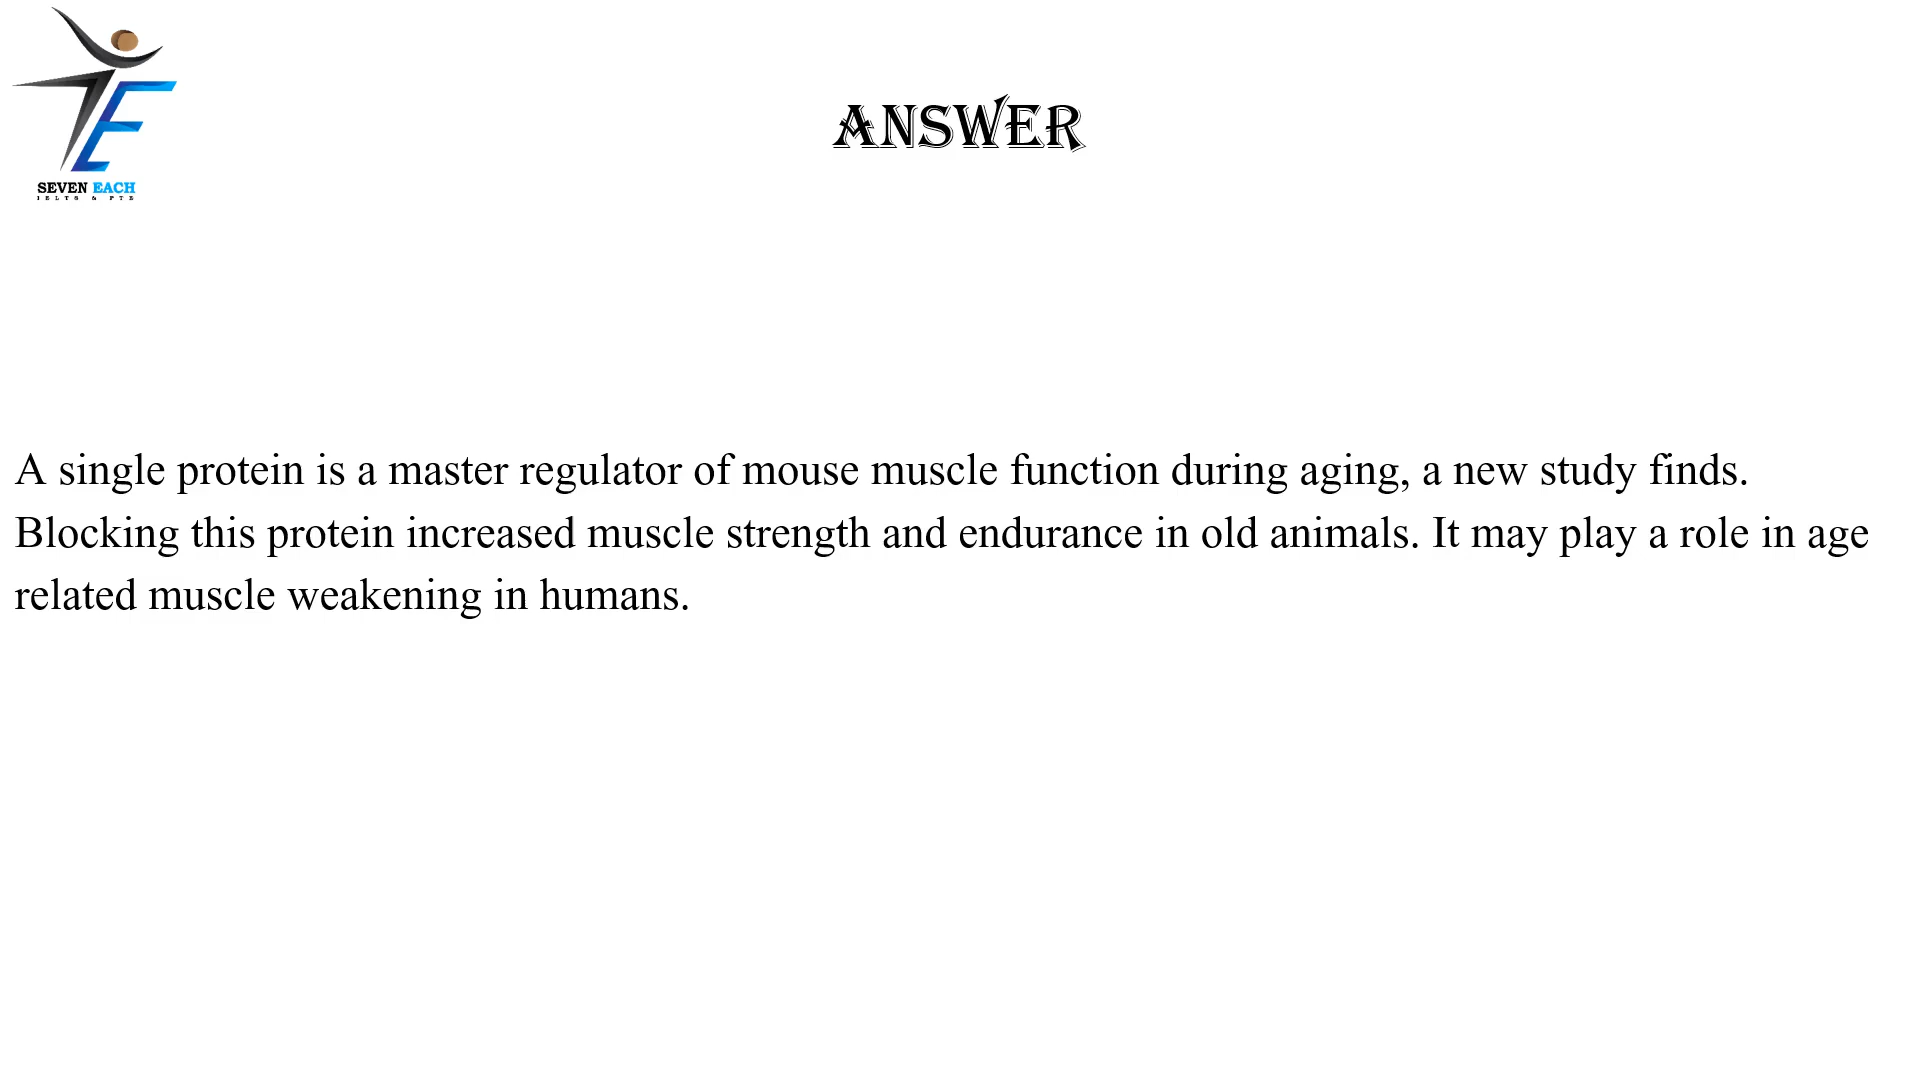 SEVEN EACH
IELTS & PTE
ANSWER
A single protein is a master regulator of mouse muscle function during aging, a new study finds.
Blocking this protein increased muscle strength and endurance in old animals. It may play a role in age
related muscle weakening in humans.